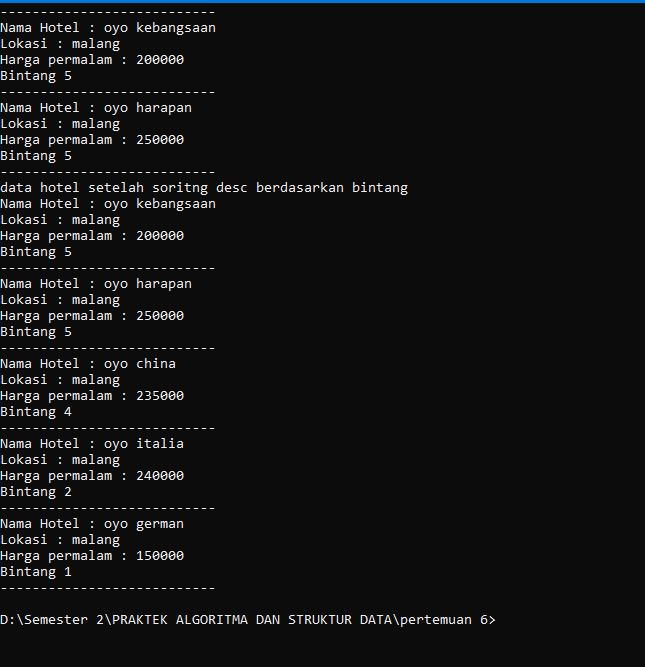 ---------------------------
Nama Hotel : oyo kebangsaan
Lokasi : malang
Harga permalam : 200000
Bintang 5
---------------------------
Nama Hotel : oyo harapan
Lokasi : malang
Harga permalam : 250000
Bintang 5
---------------------------
data hotel setelah soritng desc berdasarkan bintang
Nama Hotel : oyo kebangsaan
Lokasi : malang
Harga permalam : 200000
Bintang 5
---------------------------
Nama Hotel : oyo harapan
Lokasi : malang
Harga permalam : 250000
Bintang 5
---------------------------
Nama Hotel : oyo china
Lokasi : malang
Harga permalam : 235000
Bintang 4
---------------------------
Nama Hotel : oyo italia
Lokasi : malang
Harga permalam : 240000
Bintang 2
---------------------------
Nama Hotel : oyo german
Lokasi : malang
Harga permalam : 150000
Bintang 1
---------------------------
D:\Semester 2\PRAKTEK ALGORITMA DAN STRUKTUR DATA\pertemuan 6>